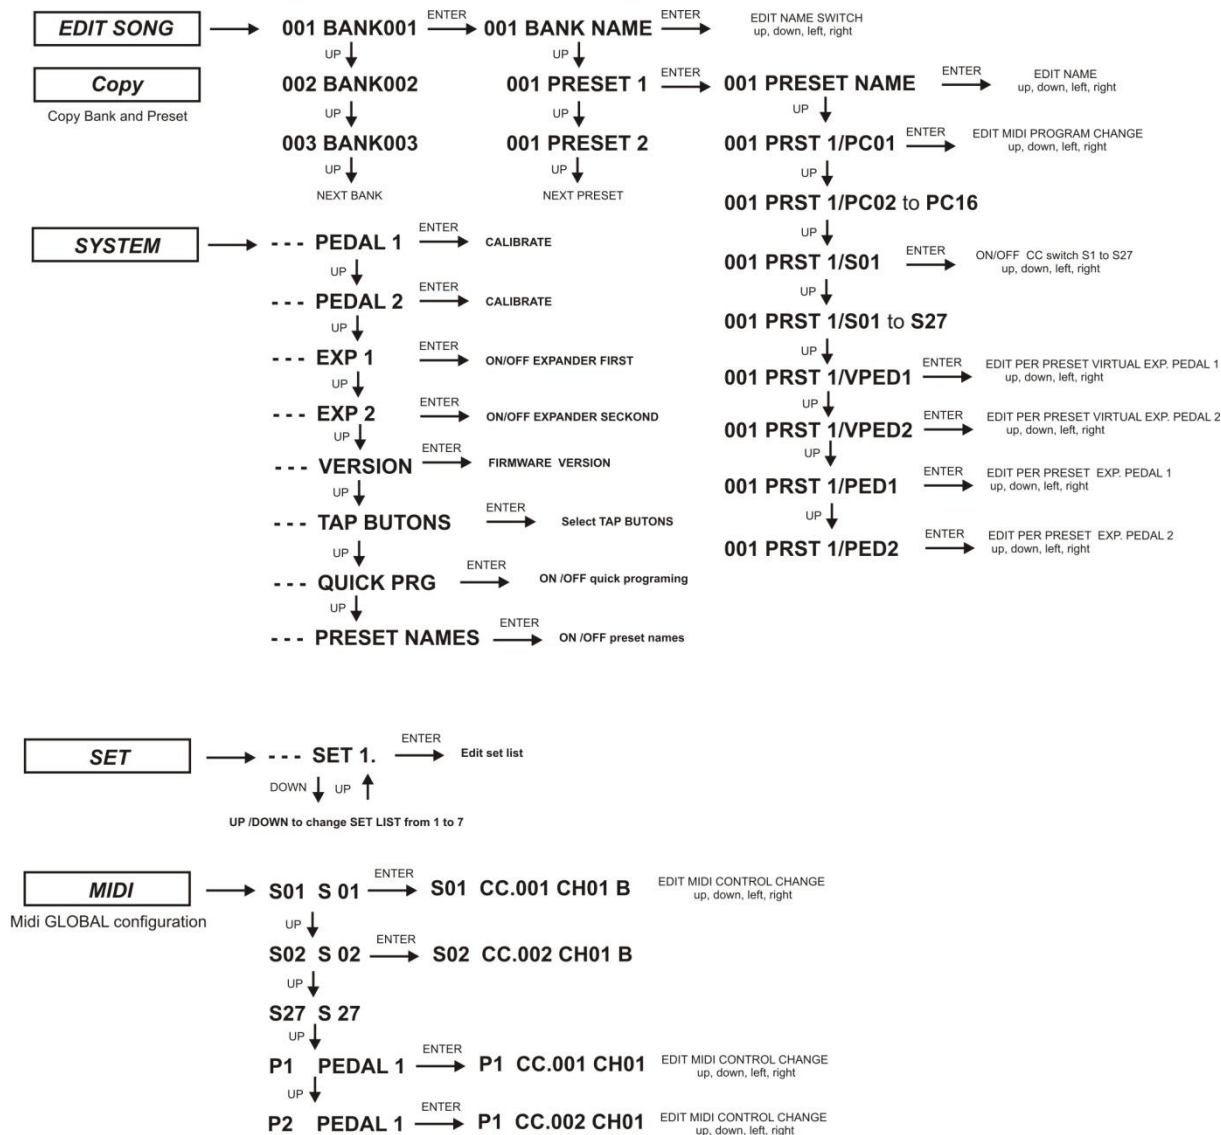 EDIT SONG
001 BANK001
ENTER
001 BANK NAME
ENTER
EDIT NAME SWITCH
up, down, left, right
UP
UP
Copy
Copy Bank and Preset
002 BANK002
001 PRESET 1
ENTER
001 PRESET NAME
ENTER
EDIT NAME
up, down, left, right
UP
UP
UP
003 BANK003
001 PRESET 2
001 PRST 1/PC01
ENTER
EDIT MIDI PROGRAM CHANGE
up, down, left, right
UP
UP
UP
NEXT BANK
NEXT PRESET
001 PRST 1/PC02 to PC16
UP
001 PRST 1/S01
ENTER
ON/OFF CC switch S1 to S27
up, down, left, right
UP
001 PRST 1/S01 to S27
UP
001 PRST 1/VPED1
ENTER
EDIT PER PRESET VIRTUAL EXP. PEDAL 1
up, down, left, right
UP
001 PRST 1/VPED2
ENTER
EDIT PER PRESET VIRTUAL EXP. PEDAL 2
up, down, left, right
UP
001 PRST 1/PED1
ENTER
EDIT PER PRESET EXP. PEDAL 1
up, down, left, right
UP
001 PRST 1/PED2
ENTER
EDIT PER PRESET EXP. PEDAL 2
up, down, left, right
SYSTEM
- - - PEDAL 1
ENTER
CALIBRATE
UP
- - - PEDAL 2
ENTER
CALIBRATE
UP
- - - EXP 1
ENTER
ON/OFF EXPANDER FIRST
UP
- - - EXP 2
ENTER
ON/OFF EXPANDER SECKOND
UP
- - - VERSION
ENTER
FIRMWARE VERSION
UP
- - - TAP BUTONS
ENTER
Select TAP BUTONS
UP
- - - QUICK PRG
ENTER
ON /OFF quick programing
UP
- - - PRESET NAMES
ENTER
ON /OFF preset names
SET
- - - SET 1.
ENTER
Edit set list
DOWN
UP
UP /DOWN to change SET LIST from 1 to 7
MIDI
Midi GLOBAL configuration
S01 S 01
ENTER
S01 CC.001 CH01 B
EDIT MIDI CONTROL CHANGE
up, down, left, right
UP
S02 S 02
ENTER
S02 CC.002 CH01 B
UP
S27 S 27
UP
P1 PEDAL 1
ENTER
P1 CC.001 CH01
EDIT MIDI CONTROL CHANGE
up, down, left, right
UP
P2 PEDAL 1
ENTER
P1 CC.002 CH01
EDIT MIDI CONTROL CHANGE
up, down, left, right